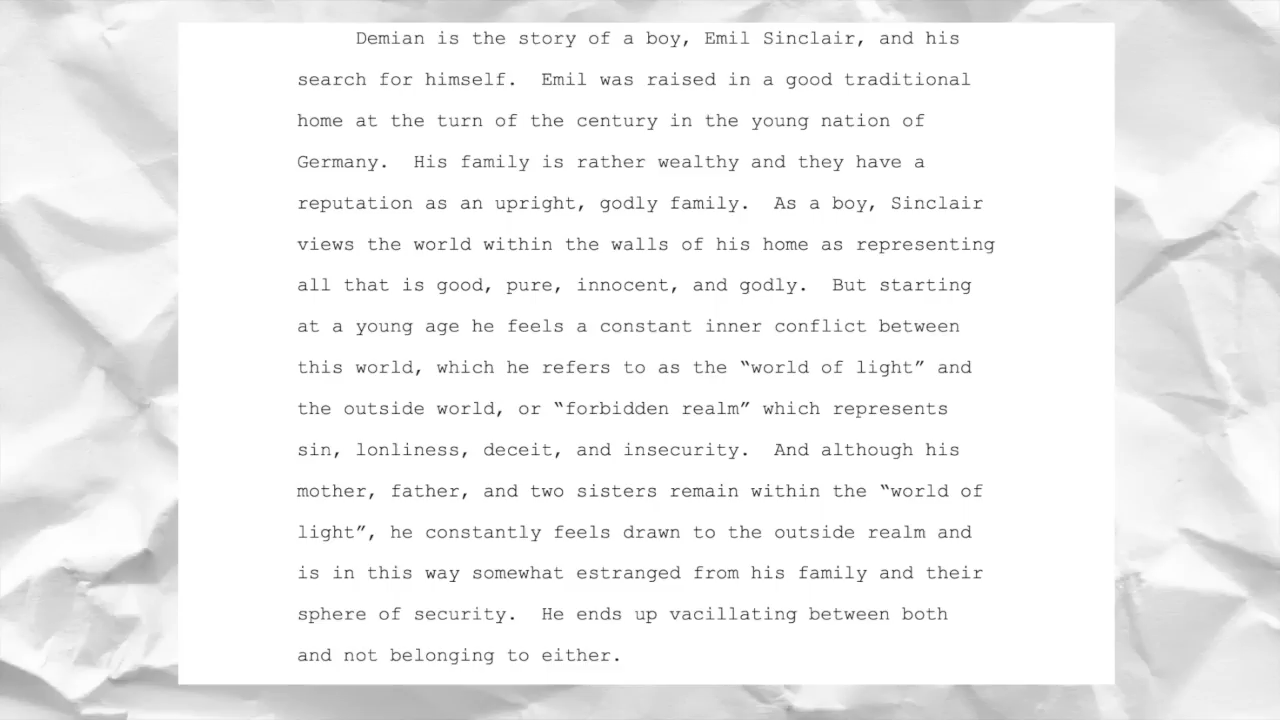 Demian is the story of a boy, Emil Sinclair, and his
search for himself.  Emil was raised in a good traditional
home at the turn of the century in the young nation of
Germany.  His family is rather wealthy and they have a
reputation as an upright, godly family.  As a boy, Sinclair
views the world within the walls of his home as representing
all that is good, pure, innocent, and godly.  But starting
at a young age he feels a constant inner conflict between
this world, which he refers to as the “world of light” and
the outside world, or “forbidden realm” which represents
sin, lonliness, deceit, and insecurity.  And although his
mother, father, and two sisters remain within the “world of
light”, he constantly feels drawn to the outside realm and
is in this way somewhat estranged from his family and their
sphere of security.  He ends up vacillating between both
and not belonging to either.